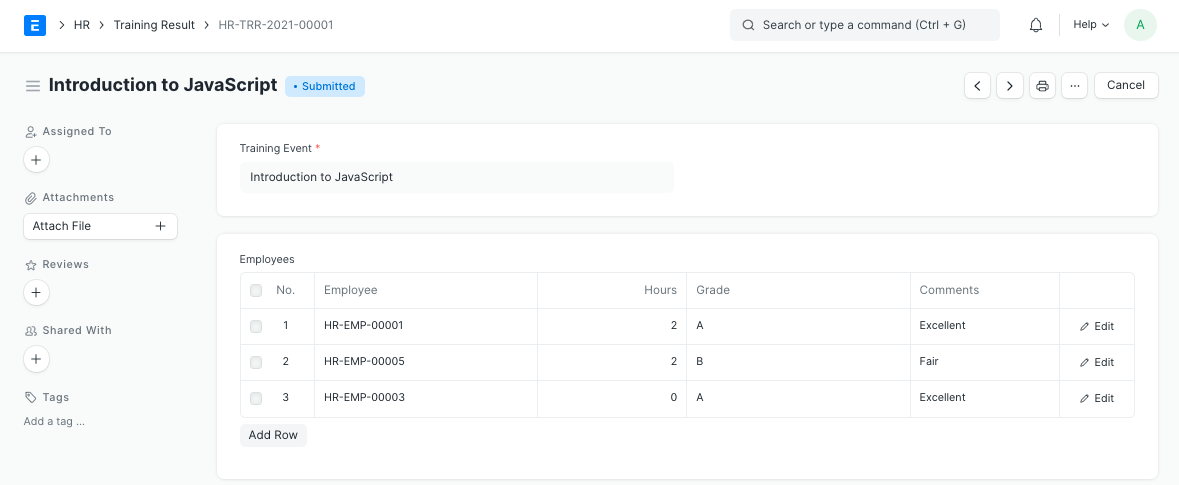 E HR Training Result HR-TRR-2021-00001 Search or type a command (Ctrl + G) Help A
Introduction to JavaScript • Submitted ... Cancel
Assigned To
Attachments
Attach File
Reviews
Shared With
Tags
Add a tag ...
Training Event *
Introduction to JavaScript
Employees
No. Employee Hours Grade Comments
1 HR-EMP-00001 2 A Excellent Edit
2 HR-EMP-00005 2 B Fair Edit
3 HR-EMP-00003 0 A Excellent Edit
Add Row